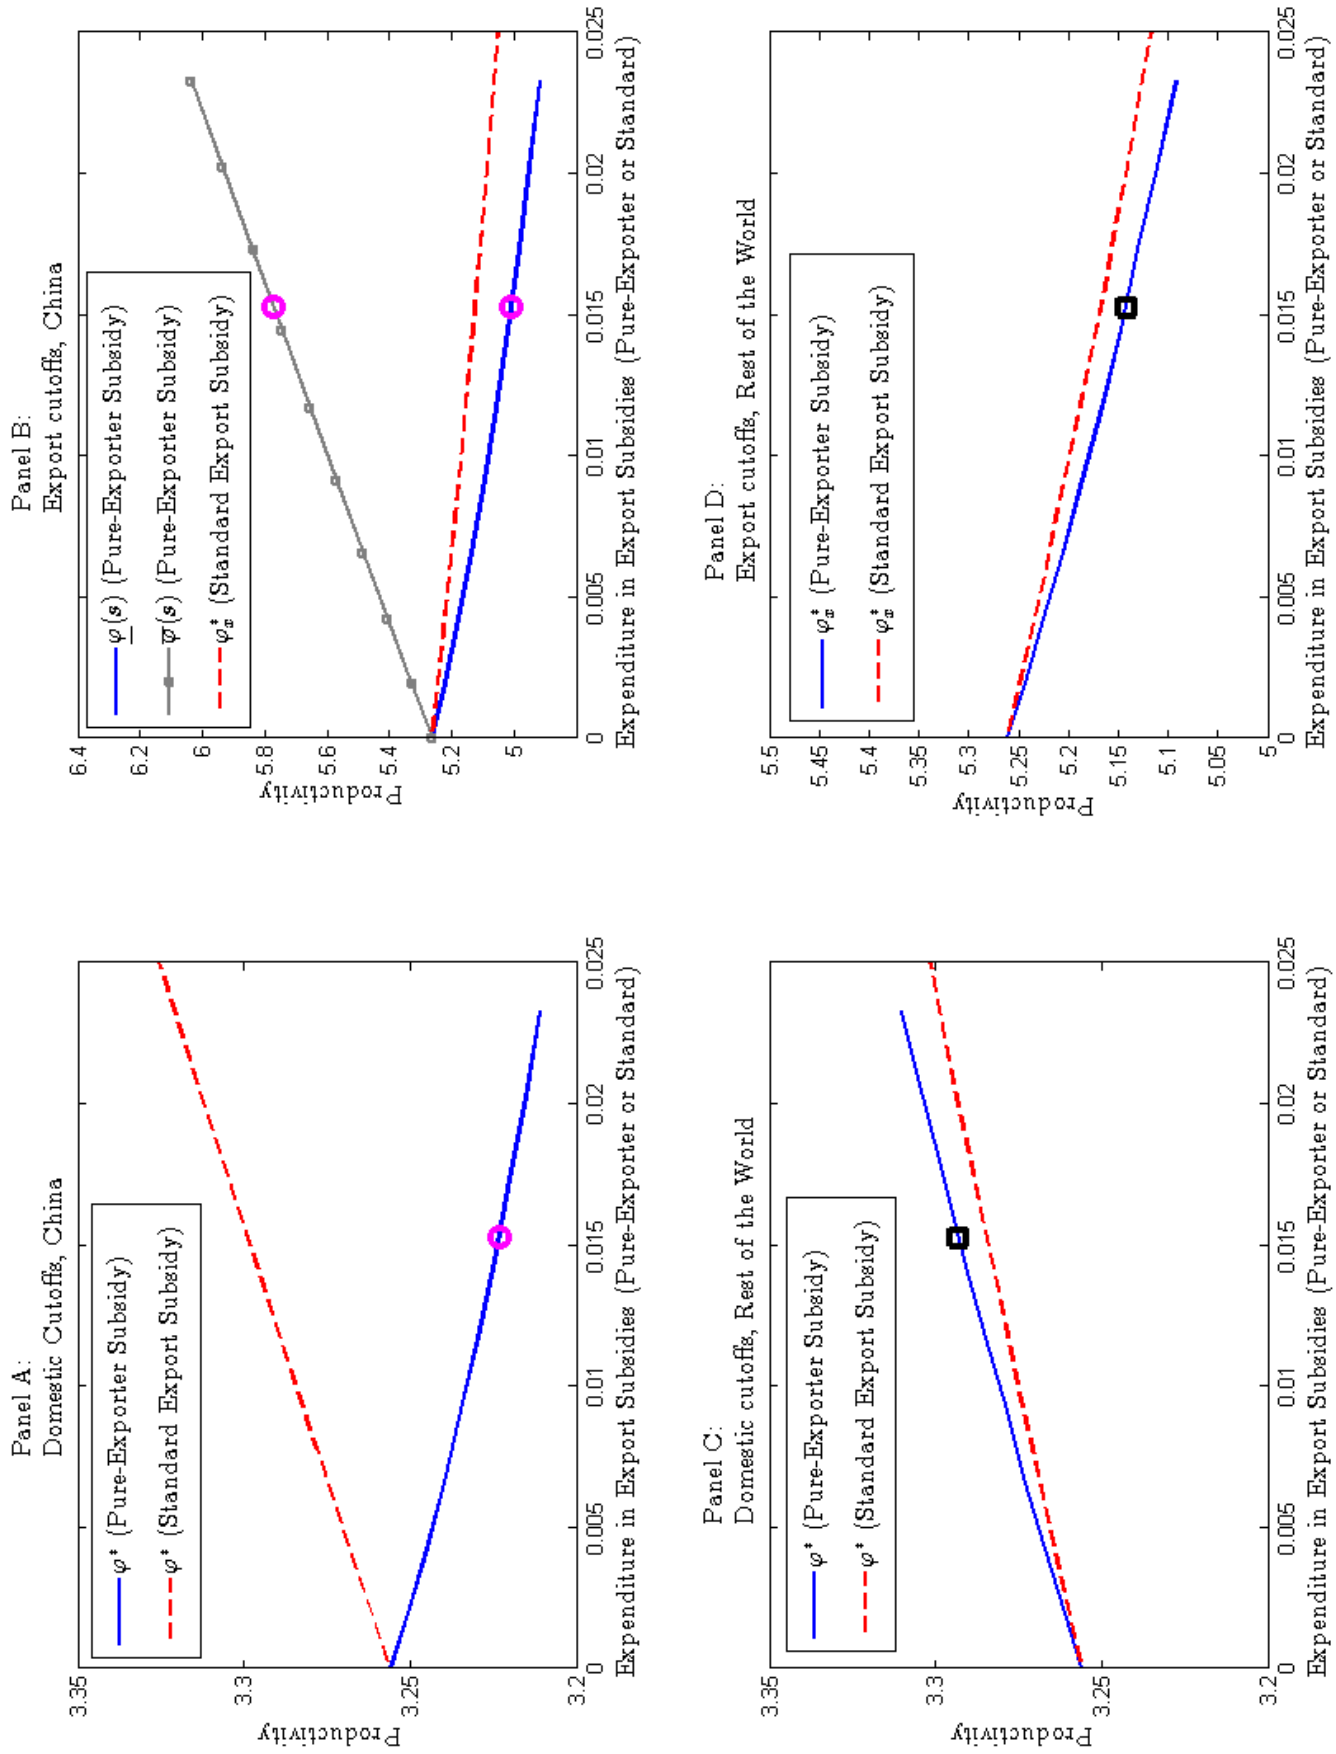 Panel A:
Domestic Cutoffs, China
3.35
3.3
3.25
3.2
Productivity
φ* (Pure-Exporter Subsidy)
φ* (Standard Export Subsidy)
0 0.005 0.01 0.015 0.02 0.025
Expenditure in Export Subsidies (Pure-Exporter or Standard)
Panel B:
Export cutoffs, China
6.4
6.2
6
5.8
5.6
5.4
5.2
5
Productivity
φ(s) (Pure-Exporter Subsidy)
φ̅(s) (Pure-Exporter Subsidy)
φₓ* (Standard Export Subsidy)
0 0.005 0.01 0.015 0.02 0.025
Expenditure in Export Subsidies (Pure-Exporter or Standard)
Panel C:
Domestic cutoffs, Rest of the World
3.35
3.3
3.25
3.2
Productivity
φ* (Pure-Exporter Subsidy)
φ* (Standard Export Subsidy)
0 0.005 0.01 0.015 0.02 0.025
Expenditure in Export Subsidies (Pure-Exporter or Standard)
Panel D:
Export cutoffs, Rest of the World
5.5
5.45
5.4
5.35
5.3
5.25
5.2
5.15
5.1
5.05
5
Productivity
φₓ* (Pure-Exporter Subsidy)
φₓ* (Standard Export Subsidy)
0 0.005 0.01 0.015 0.02 0.025
Expenditure in Export Subsidies (Pure-Exporter or Standard)